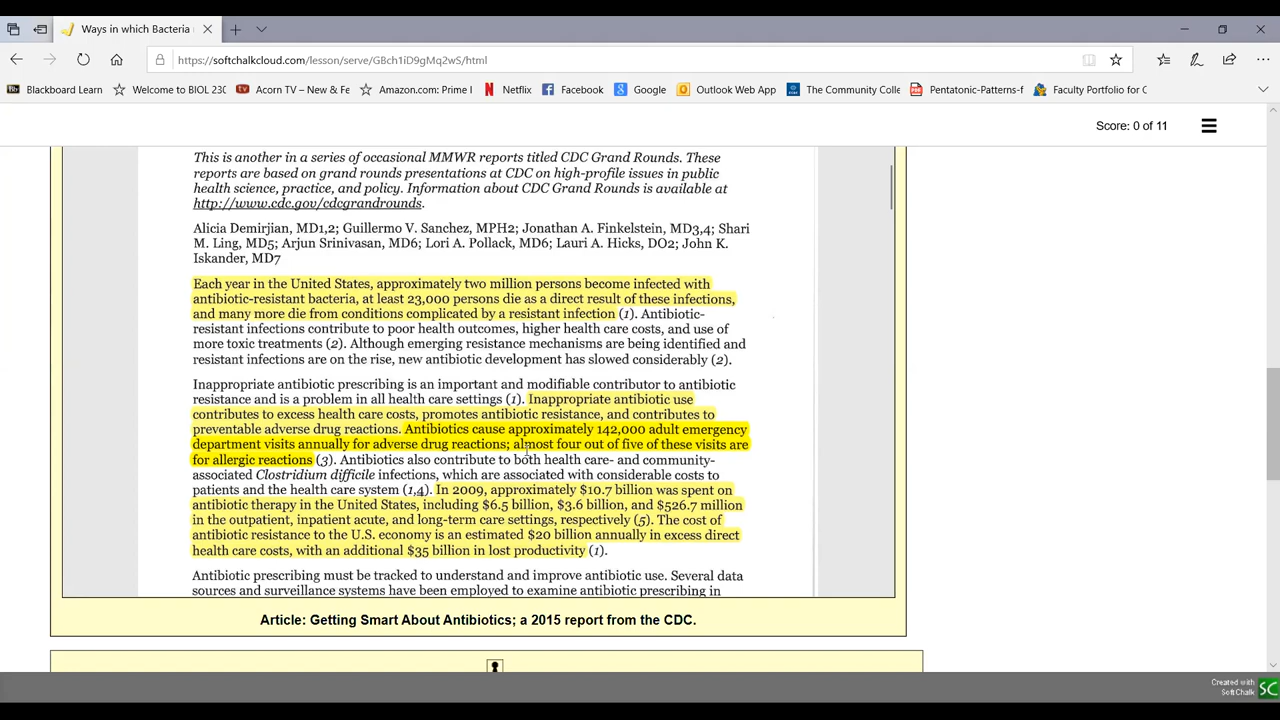 Ways in which Bacteria
https://softchalkcloud.com/lesson/serve/GBch1iD9gMq2wS/html
Blackboard Learn
Welcome to BIOL 230
Acorn TV – New & Fe
Amazon.com: Prime I
Netflix
Facebook
Google
Outlook Web App
The Community Colle
Pentatonic-Patterns-f
Faculty Portfolio for C
Score: 0 of 11
This is another in a series of occasional MMWR reports titled CDC Grand Rounds. These
reports are based on grand rounds presentations at CDC on high-profile issues in public
health science, practice, and policy. Information about CDC Grand Rounds is available at
http://www.cdc.gov/cdcgrandrounds.
Alicia Demirjian, MD1,2; Guillermo V. Sanchez, MPH2; Jonathan A. Finkelstein, MD3,4; Shari
M. Ling, MD5; Arjun Srinivasan, MD6; Lori A. Pollack, MD6; Lauri A. Hicks, DO2; John K.
Iskander, MD7
Each year in the United States, approximately two million persons become infected with
antibiotic-resistant bacteria, at least 23,000 persons die as a direct result of these infections,
and many more die from conditions complicated by a resistant infection (1). Antibiotic-
resistant infections contribute to poor health outcomes, higher health care costs, and use of
more toxic treatments (2). Although emerging resistance mechanisms are being identified and
resistant infections are on the rise, new antibiotic development has slowed considerably (2).
Inappropriate antibiotic prescribing is an important and modifiable contributor to antibiotic
resistance and is a problem in all health care settings (1). Inappropriate antibiotic use
contributes to excess health care costs, promotes antibiotic resistance, and contributes to
preventable adverse drug reactions. Antibiotics cause approximately 142,000 adult emergency
department visits annually for adverse drug reactions; almost four out of five of these visits are
for allergic reactions (3). Antibiotics also contribute to both health care- and community-
associated Clostridium difficile infections, which are associated with considerable costs to
patients and the health care system (1,4). In 2009, approximately $10.7 billion was spent on
antibiotic therapy in the United States, including $6.5 billion, $3.6 billion, and $526.7 million
in the outpatient, inpatient acute, and long-term care settings, respectively (5). The cost of
antibiotic resistance to the U.S. economy is an estimated $20 billion annually in excess direct
health care costs, with an additional $35 billion in lost productivity (1).
Antibiotic prescribing must be tracked to understand and improve antibiotic use. Several data
sources and surveillance systems have been employed to examine antibiotic prescribing in
Article: Getting Smart About Antibiotics; a 2015 report from the CDC.
Created with
SoftChalk
SC